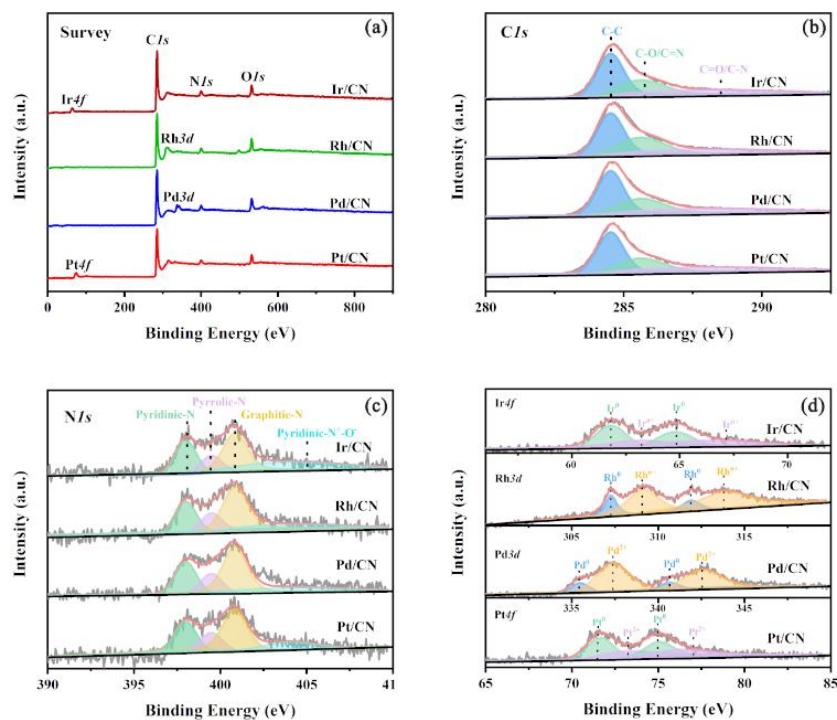 Survey
(a)
C1s
N1s
O1s
Ir4f
Ir/CN
Rh3d
Rh/CN
Pd3d
Pd/CN
Pt4f
Pt/CN
Intensity (a.u.)
0 200 400 600 800
Binding Energy (eV)
C1s
(b)
C-C
C-O/C=N
C=O/C-N
Ir/CN
Rh/CN
Pd/CN
Pt/CN
Intensity (a.u.)
280 285 290
Binding Energy (eV)
N1s
(c)
Pyridinic-N
Pyrrolic-N
Graphitic-N
Pyridinic-N⁺-O⁻
Ir/CN
Rh/CN
Pd/CN
Pt/CN
Intensity (a.u.)
390 395 400 405 41
Binding Energy (eV)
Ir4f
(d)
Ir⁰ Irⁿ⁺ Ir⁰ Irⁿ⁺
Ir/CN
60 65 70
Rh3d
Rh⁰ Rhⁿ⁺ Rh⁰ Rhⁿ⁺
Rh/CN
305 310 315
Pd3d
Pd⁰ Pd²⁺ Pd⁰ Pd²⁺
Pd/CN
335 340 345
Pt4f
Pt⁰ Pt²⁺ Pt⁰ Pt²⁺
Pt/CN
Intensity (a.u.)
65 70 75 80 85
Binding Energy (eV)